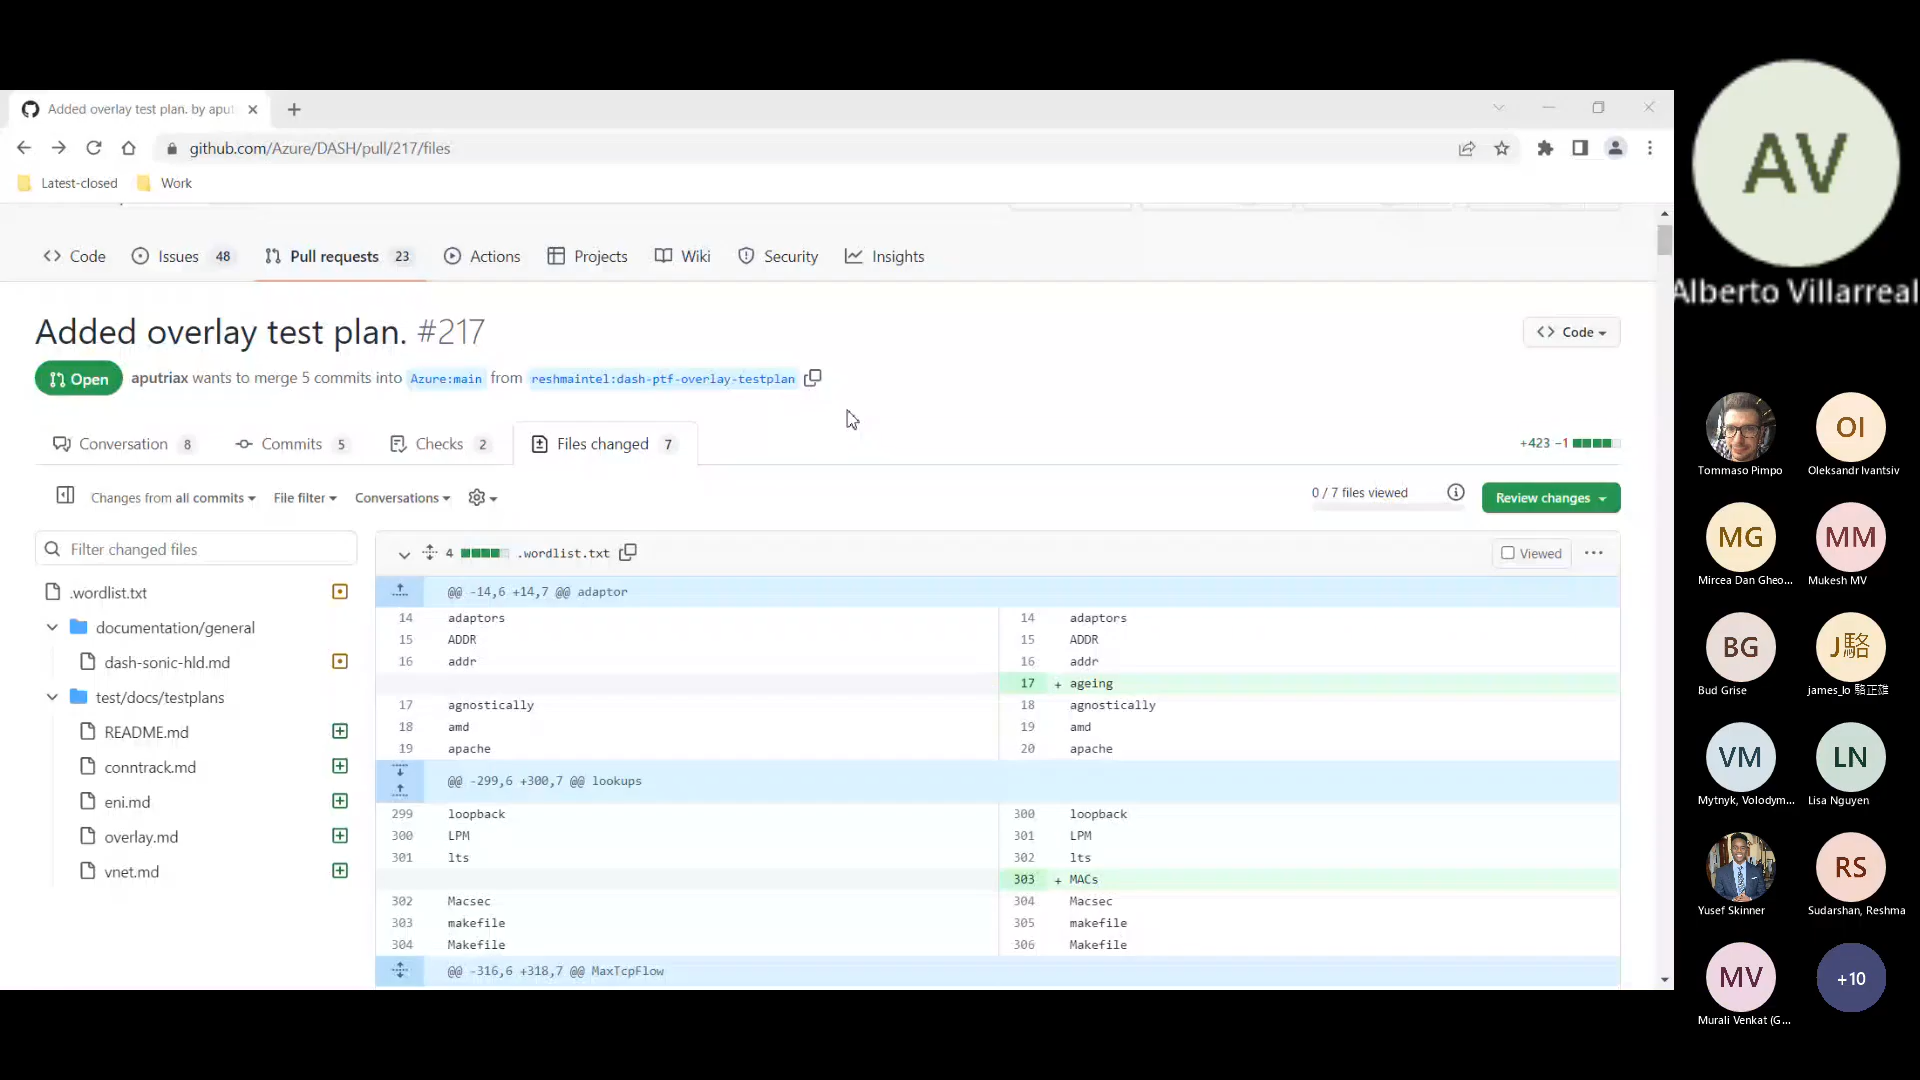 Added overlay test plan. by apu
github.com/Azure/DASH/pull/217/files
Latest-closed
Work
Code
Issues 48
Pull requests 23
Actions
Projects
Wiki
Security
Insights
Added overlay test plan. #217
Code
Open
aputriax wants to merge 5 commits into Azure:main from reshmaintel:dash-ptf-overlay-testplan
Conversation 8
Commits 5
Checks 2
Files changed 7
+423 −1
Changes from all commits
File filter
Conversations
0 / 7 files viewed
Review changes
Filter changed files
.wordlist.txt
documentation/general
dash-sonic-hld.md
test/docs/testplans
README.md
conntrack.md
eni.md
overlay.md
vnet.md
4 .wordlist.txt
Viewed
@@ -14,6 +14,7 @@ adaptor
14 adaptors 14 adaptors
15 ADDR 15 ADDR
16 addr 16 addr
17 + ageing
17 agnostically 18 agnostically
18 amd 19 amd
19 apache 20 apache
@@ -299,6 +300,7 @@ lookups
299 loopback 300 loopback
300 LPM 301 LPM
301 lts 302 lts
303 + MACs
302 Macsec 304 Macsec
303 makefile 305 makefile
304 Makefile 306 Makefile
@@ -316,6 +318,7 @@ MaxTcpFlow
AV
Alberto Villarreal
Tommaso Pimpo
OI
Oleksandr Ivantsiv
MG
Mircea Dan Gheo...
MM
Mukesh MV
BG
Bud Grise
J駱
james_lo 駱正雄
VM
Mytnyk, Volodym...
LN
Lisa Nguyen
Yusef Skinner
RS
Sudarshan, Reshma
MV
Murali Venkat (G...
+10